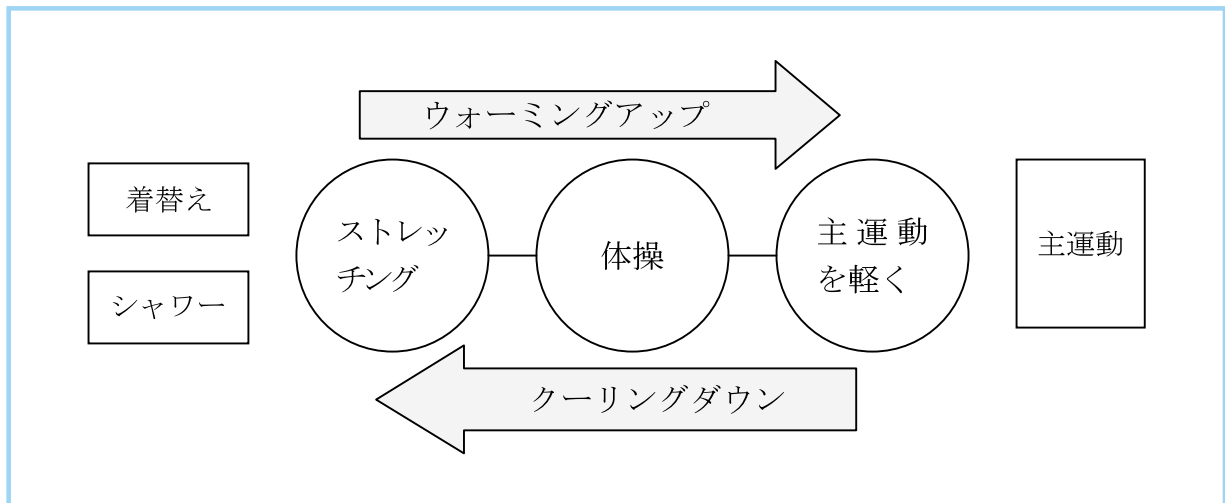 ウォーミングアップ
着替え
シャワー
ストレッ
チング
体操
主運動
を軽く
主運動
クーリングダウン